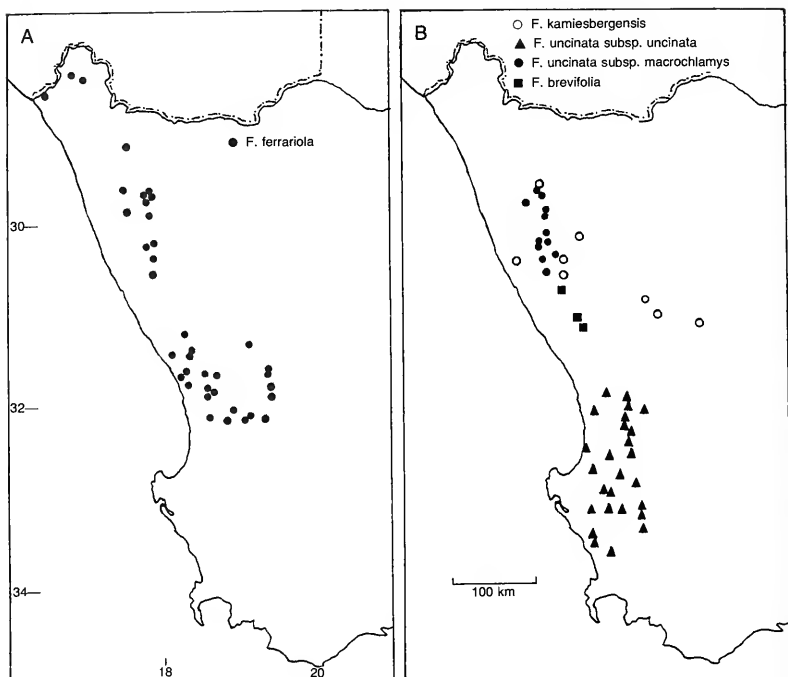 A
F. ferrariola
30
32
34
18
20
B
F. kamiesbergensis
F. uncinata subsp. uncinata
F. uncinata subsp. macrochlamys
F. brevifolia
100 km